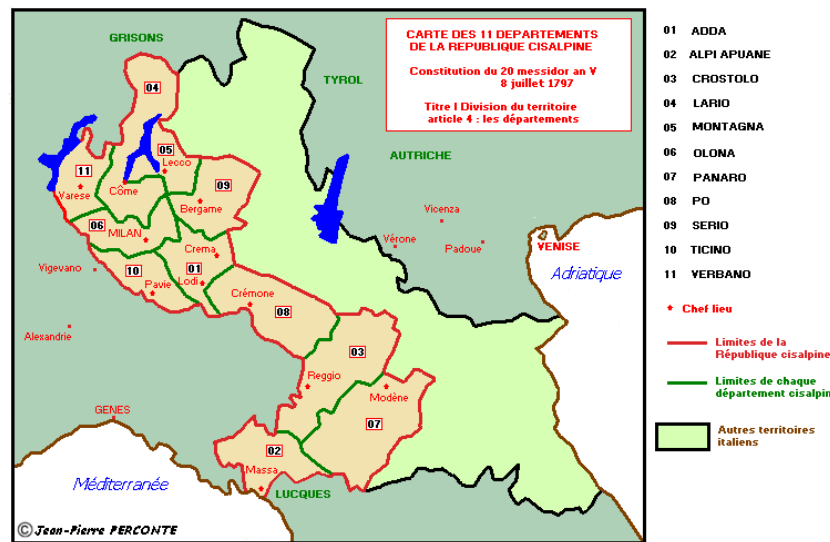 CARTE DES 11 DEPARTEMENTS
DE LA REPUBLIQUE CISALPINE
Constitution du 20 messidor an V
8 juillet 1797
Titre I Division du territoire
article 4 : les départements
GRISONS
TYROL
AUTRICHE
04
05
Lecco
11
Varese
Côme
09
Bergame
Vicenza
Vérone
Padoue
VENISE
Adriatique
06
MILAN
Crema
Vigevano
10
Pavie
01
Lodi
Crémone
08
Alexandrie
03
Reggio
Modène
GENES
07
02
Massa
Méditerranée
LUCQUES
© Jean-Pierre PERCONTE
01 ADDA
02 ALPI APUANE
03 CROSTOLO
04 LARIO
05 MONTAGNA
06 OLONA
07 PANARO
08 PO
09 SERIO
10 TICINO
11 VERBANO
Chef lieu
Limites de la
République cisalpine
Limites de chaque
département cisalpin
Autres territoires
italiens